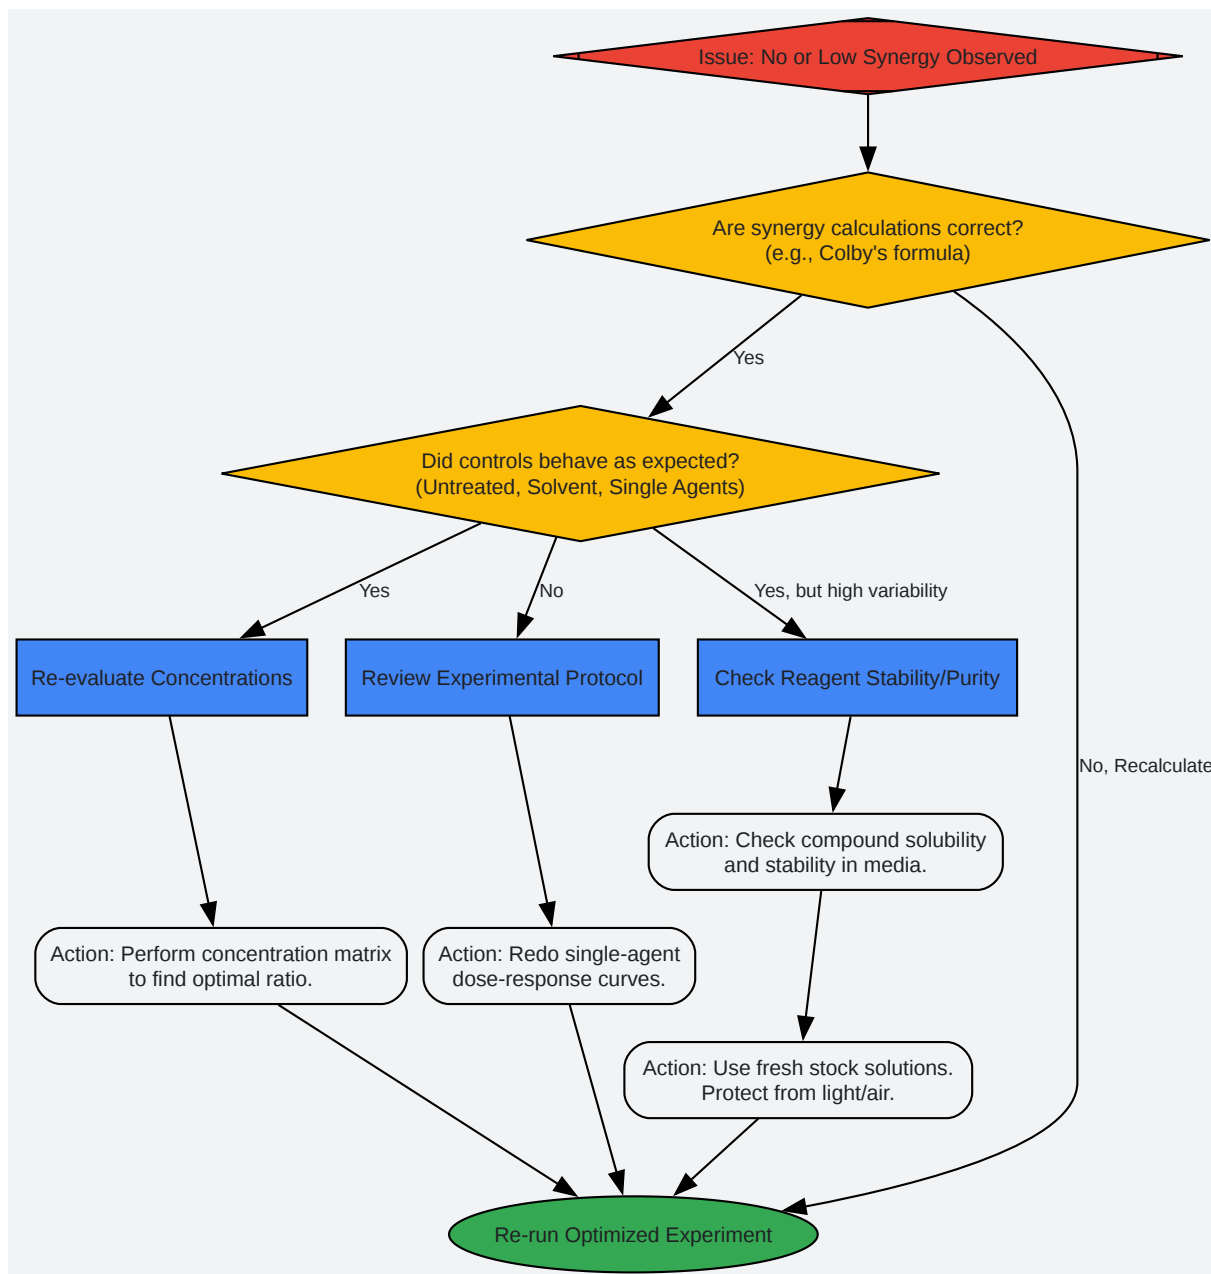 Issue: No or Low Synergy Observed
Are synergy calculations correct?
(e.g., Colby's formula)
Yes
Did controls behave as expected?
(Untreated, Solvent, Single Agents)
Yes
No
Yes, but high variability
Re-evaluate Concentrations
Review Experimental Protocol
Check Reagent Stability/Purity
No, Recalculate
Action: Check compound solubility
and stability in media.
Action: Perform concentration matrix
to find optimal ratio.
Action: Redo single-agent
dose-response curves.
Action: Use fresh stock solutions.
Protect from light/air.
Re-run Optimized Experiment